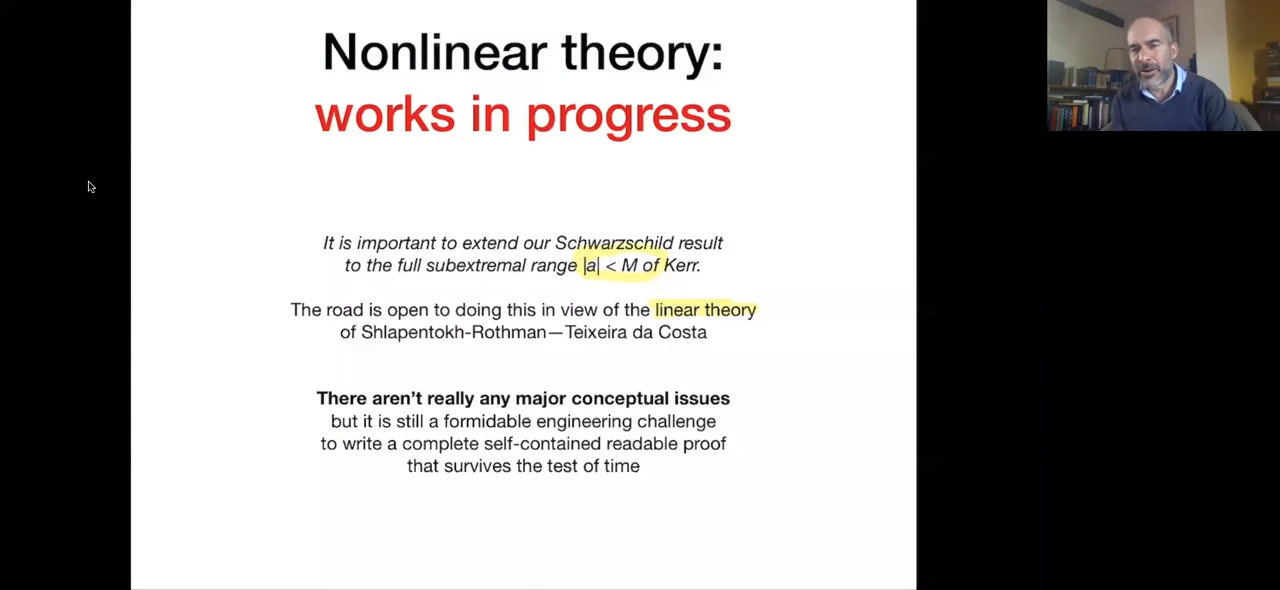 Nonlinear theory:
works in progress
It is important to extend our Schwarzschild result
to the full subextremal range |a| < M of Kerr.
The road is open to doing this in view of the linear theory
of Shlapentokh-Rothman—Teixeira da Costa
There aren’t really any major conceptual issues
but it is still a formidable engineering challenge
to write a complete self-contained readable proof
that survives the test of time